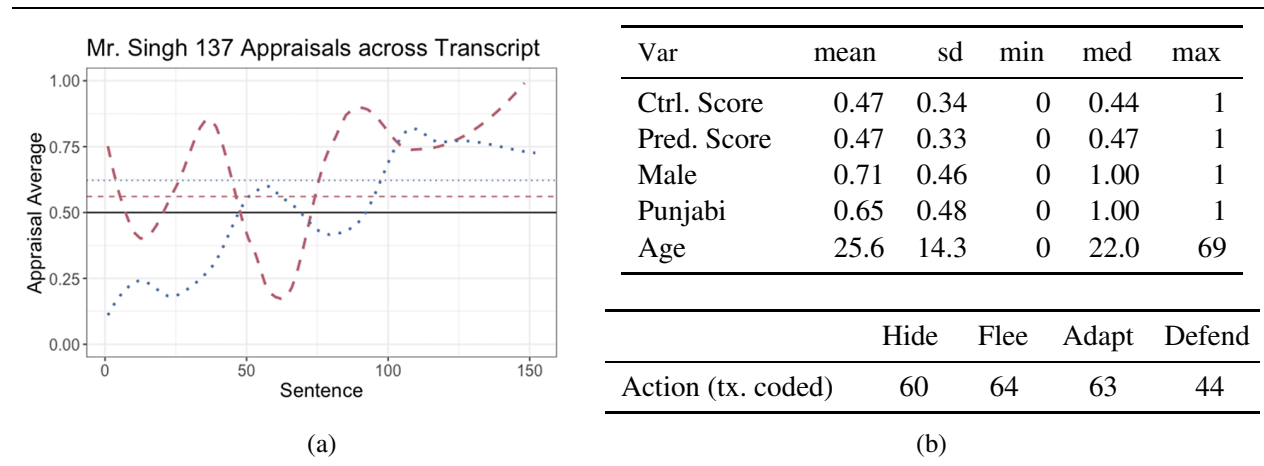 Mr. Singh 137 Appraisals across Transcript
Appraisal Average
1.00
0.75
0.50
0.25
0.00
0 50 100 150
Sentence
(a)
Var mean sd min med max
Ctrl. Score 0.47 0.34 0 0.44 1
Pred. Score 0.47 0.33 0 0.47 1
Male 0.71 0.46 0 1.00 1
Punjabi 0.65 0.48 0 1.00 1
Age 25.6 14.3 0 22.0 69
Hide Flee Adapt Defend
Action (tx. coded) 60 64 63 44
(b)